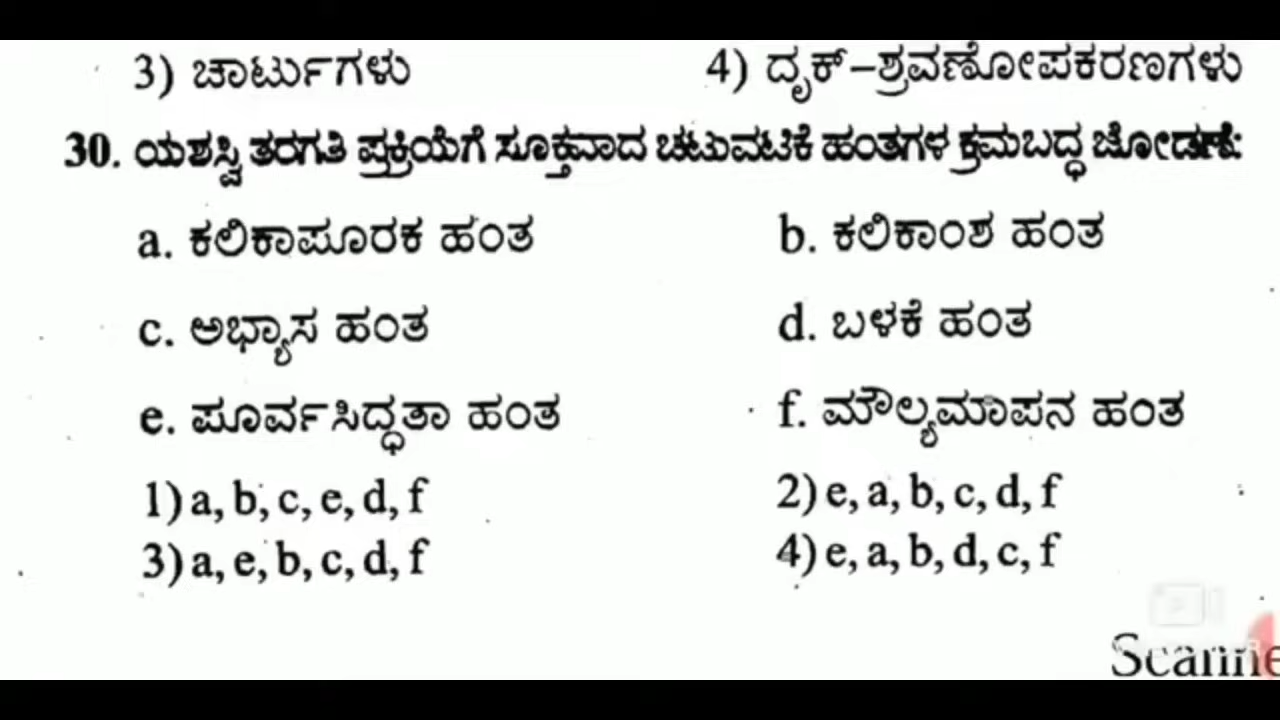 3) ಚಾರ್ಟುಗಳು 4) ದೃಕ್-ಶ್ರವಣೋಪಕರಣಗಳು
30. ಯಶಸ್ವಿ ತರಗತಿ ಪ್ರಕ್ರಿಯೆಗೆ ಸೂಕ್ತವಾದ ಚಟುವಟಿಕೆ ಹಂತಗಳ ಕ್ರಮಬದ್ಧ ಜೋಡಣೆ:
a. ಕಲಿಕಾಪೂರಕ ಹಂತ b. ಕಲಿಕಾಂಶ ಹಂತ
c. ಅಭ್ಯಾಸ ಹಂತ d. ಬಳಕೆ ಹಂತ
e. ಪೂರ್ವಸಿದ್ಧತಾ ಹಂತ f. ಮೌಲ್ಯಮಾಪನ ಹಂತ
1) a, b, c, e, d, f 2) e, a, b, c, d, f
3) a, e, b, c, d, f 4) e, a, b, d, c, f
Scanne